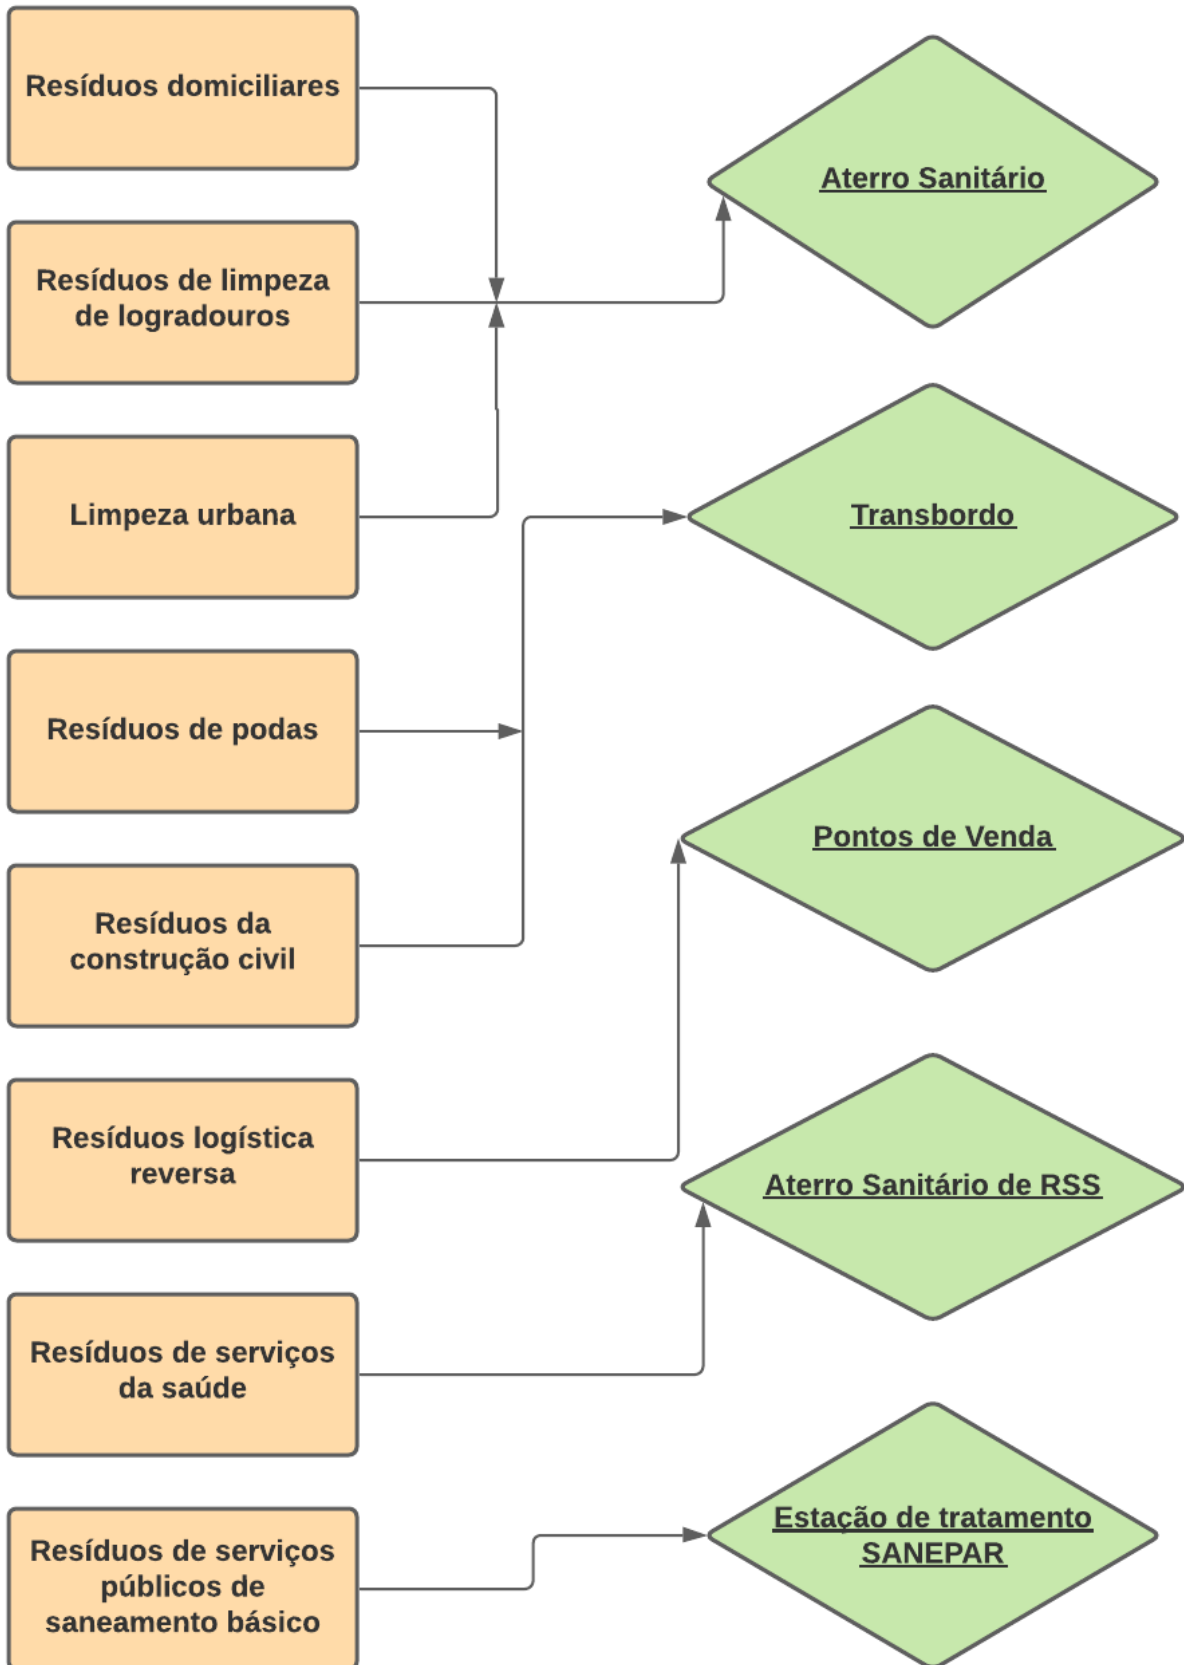 Resíduos domiciliares
Aterro Sanitário
Resíduos de limpeza
de logradouros
Limpeza urbana
Transbordo
Resíduos de podas
Pontos de Venda
Resíduos da
construção civil
Resíduos logística
reversa
Aterro Sanitário de RSS
Resíduos de serviços
da saúde
Estação de tratamento
SANEPAR
Resíduos de serviços
públicos de
saneamento básico